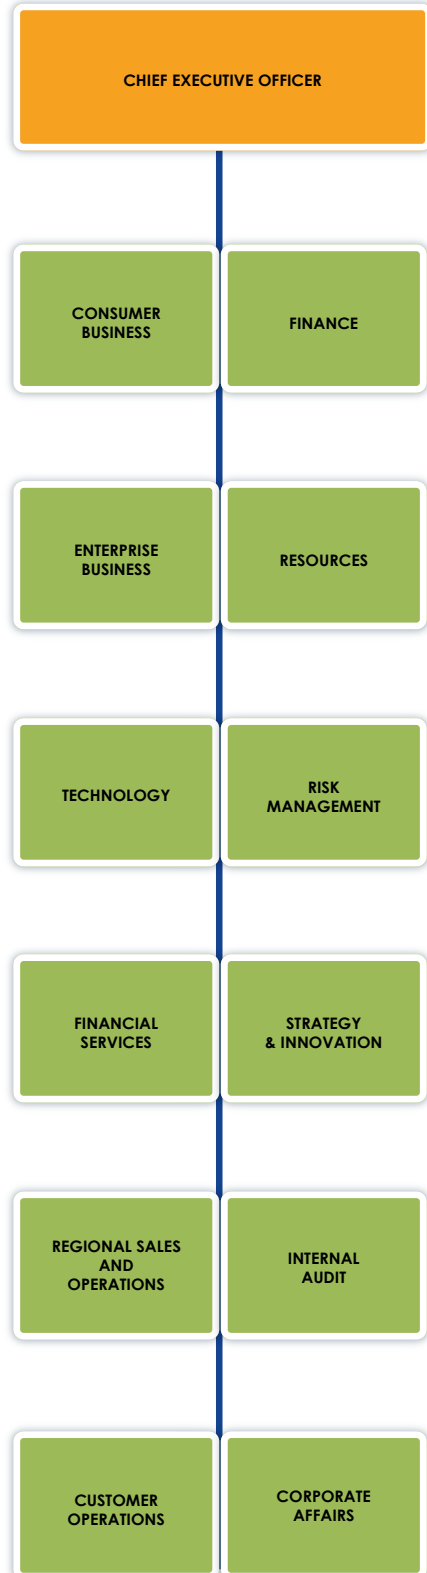 CHIEF EXECUTIVE OFFICER
CONSUMER
BUSINESS
FINANCE
ENTERPRISE
BUSINESS
RESOURCES
TECHNOLOGY
RISK
MANAGEMENT
FINANCIAL
SERVICES
STRATEGY
& INNOVATION
REGIONAL SALES
AND
OPERATIONS
INTERNAL
AUDIT
CUSTOMER
OPERATIONS
CORPORATE
AFFAIRS